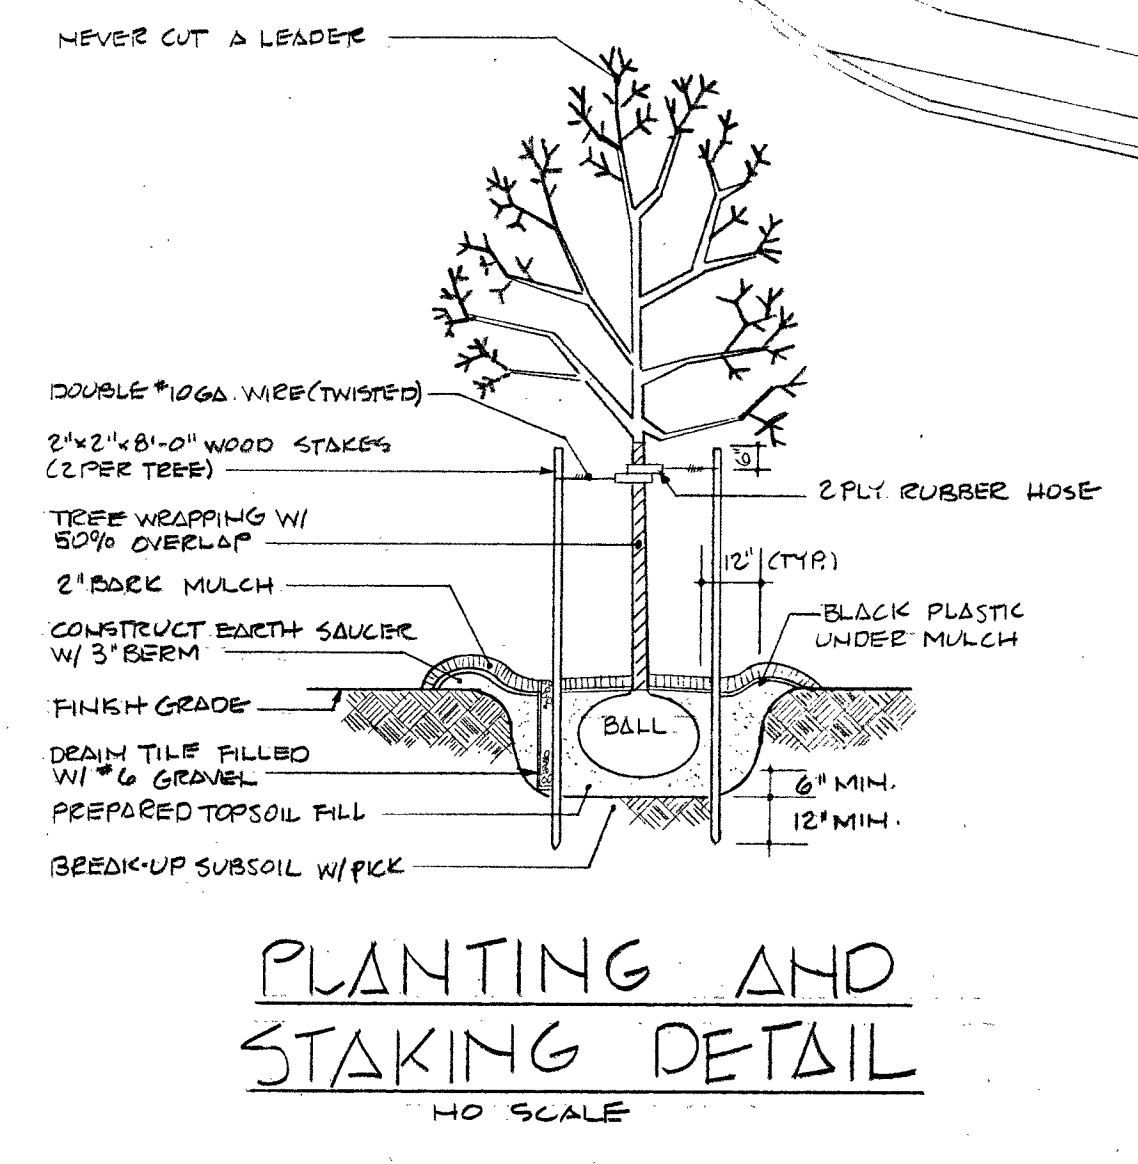 NEVER CUT A LEADER
DOUBLE #10GA. WIRE (TWISTED)
2"x2"x8'-0" WOOD STAKES
(2 PER TREE)
6"
2 PLY. RUBBER HOSE
TREE WRAPPING W/
50% OVERLAP
12" (TYP.)
2" BARK MULCH
BLACK PLASTIC
UNDER MULCH
CONSTRUCT EARTH SAUCER
W/ 3" BERM
FINISH GRADE
BALL
DRAIN TILE FILLED
W/ #6 GRAVEL
6" MIN.
PREPARED TOPSOIL FILL
12" MIN.
BREAK-UP SUBSOIL W/ PICK
PLANTING AND
STAKING DETAIL
NO SCALE